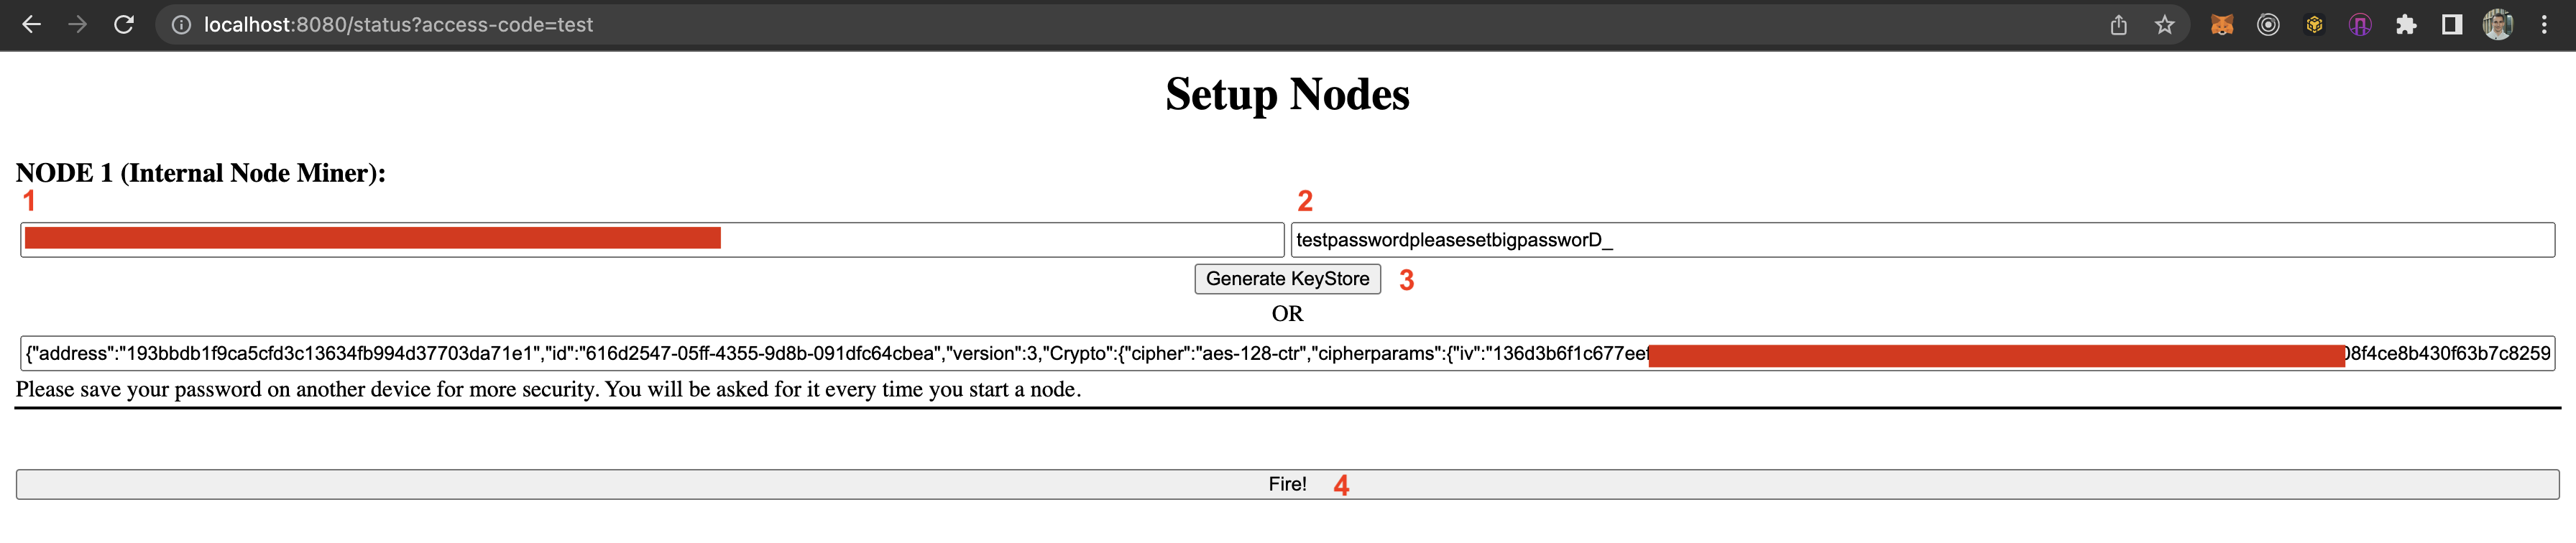 localhost:8080/status?access-code=test
Setup Nodes
NODE 1 (Internal Node Miner):
1 2
testpasswordpleasesetbigpassworD_
Generate KeyStore 3
OR
{"address":"193bbdb1f9ca5cfd3c13634fb994d37703da71e1","id":"616d2547-05ff-4355-9d8b-091dfc64cbea","version":3,"Crypto":{"cipher":"aes-128-ctr","cipherparams":{"iv":"136d3b6f1c677eef 08f4ce8b430f63b7c8259
Please save your password on another device for more security. You will be asked for it every time you start a node.
Fire! 4